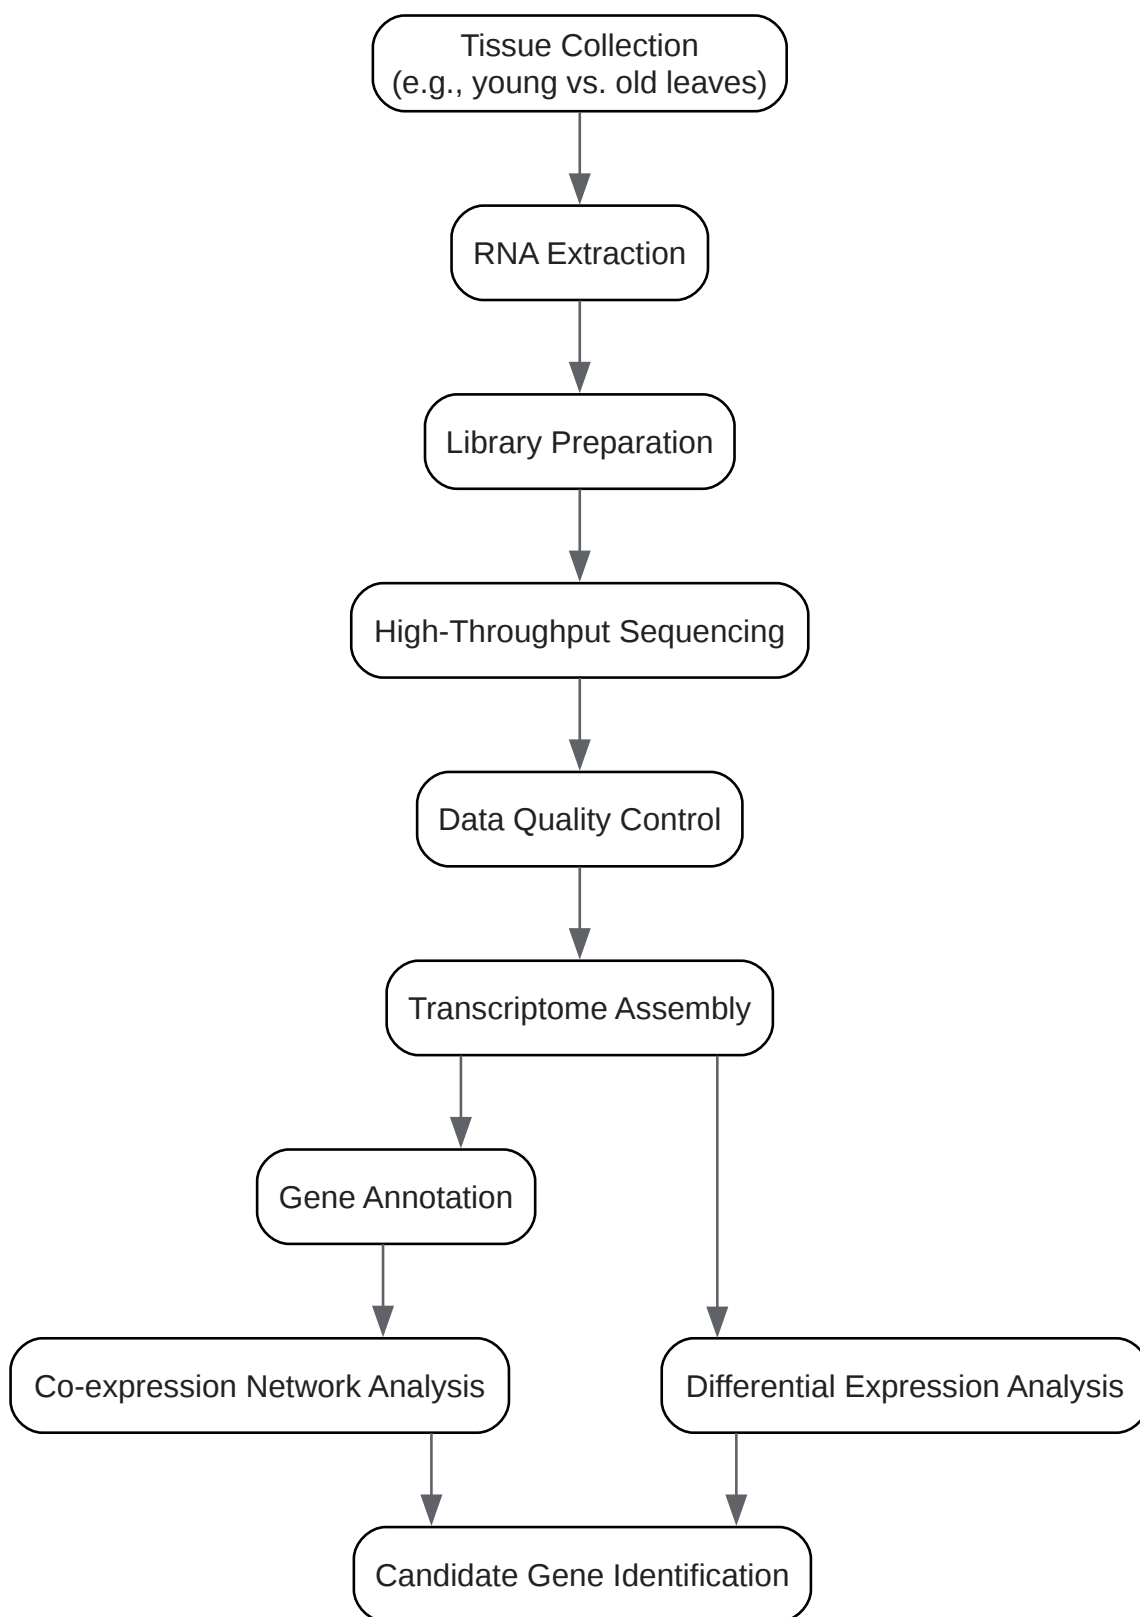 Tissue Collection
(e.g., young vs. old leaves)
RNA Extraction
Library Preparation
High-Throughput Sequencing
Data Quality Control
Transcriptome Assembly
Gene Annotation
Co-expression Network Analysis
Differential Expression Analysis
Candidate Gene Identification